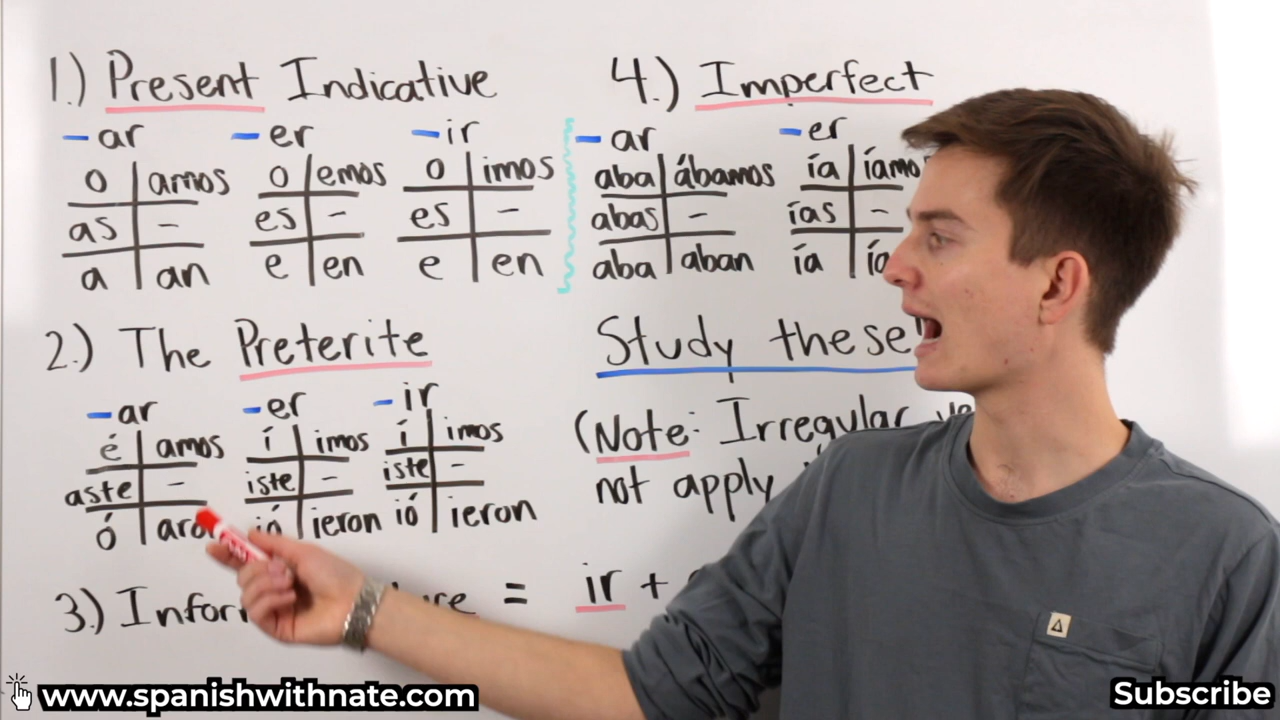 1.) Present Indicative
-ar -er -ir
o amos o emos o imos
as - es - es -
a an e en e en
2.) The Preterite
-ar -er -ir
é amos í imos í imos
aste - iste - iste -
ó ió ieron ió ieron
3.) = ir +
4.) Imperfect
-ar -er
aba ábamos ía
abas - ías -
aba aban ía
Study these
(Note: Irregular
not apply
www.spanishwithnate.com
Subscribe